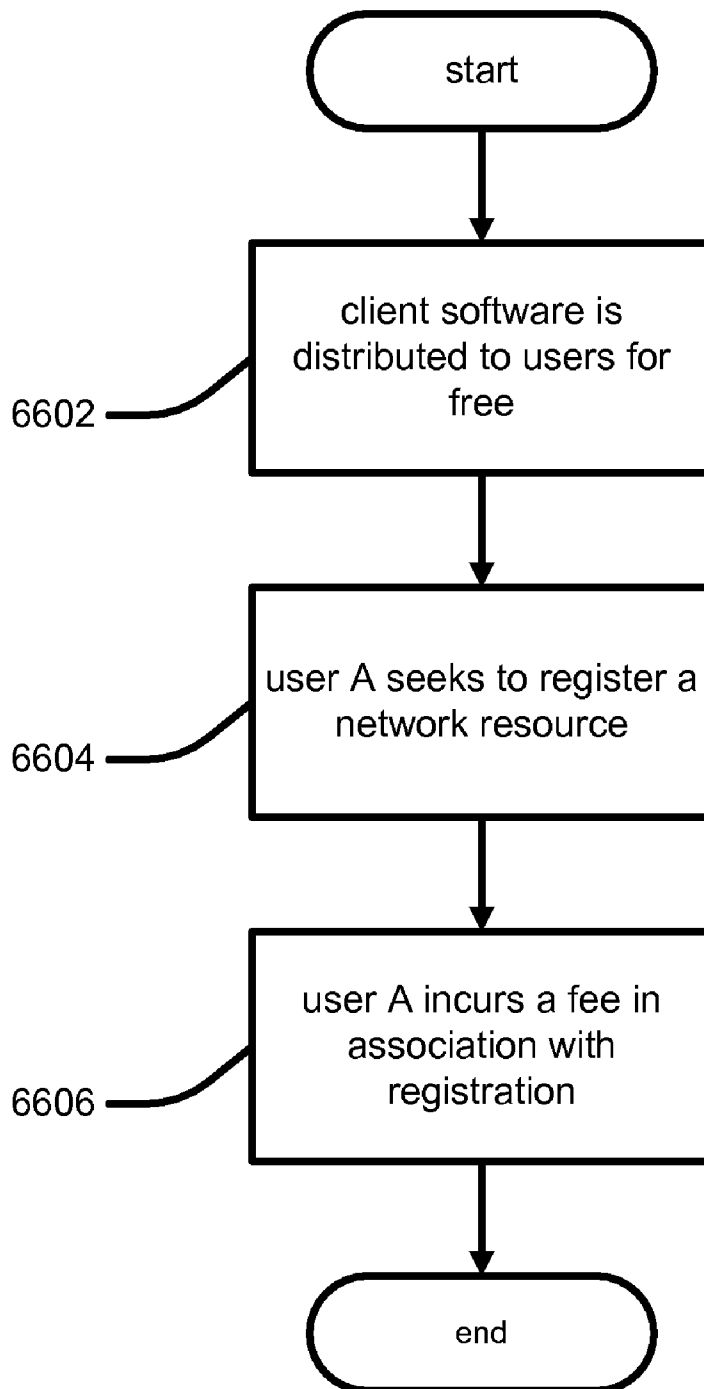 start
client software is
distributed to users for
free
6602
user A seeks to register a
network resource
6604
user A incurs a fee in
association with
registration
6606
end